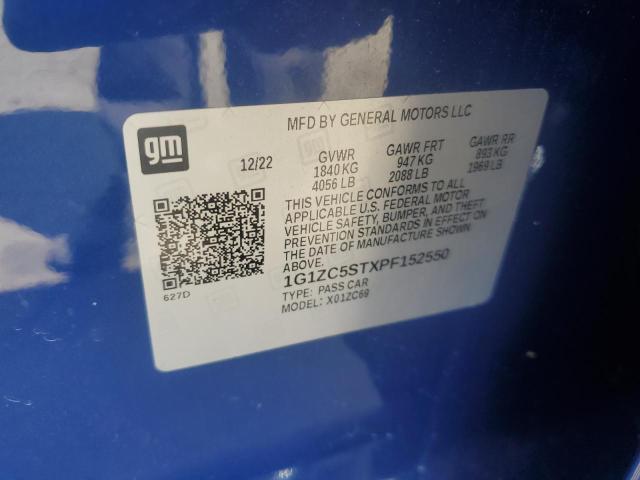 MFD BY GENERAL MOTORS LLC
gm
12/22 GVWR GAWR FRT GAWR RR
1840 KG 947 KG 893 KG
4056 LB 2088 LB 1969 LB
THIS VEHICLE CONFORMS TO ALL
APPLICABLE U.S. FEDERAL MOTOR
VEHICLE SAFETY, BUMPER, AND THEFT
PREVENTION STANDARDS IN EFFECT ON
THE DATE OF MANUFACTURE SHOWN
ABOVE.
1G1ZC5STXPF152550
TYPE: PASS CAR
MODEL: X01ZC69
627D